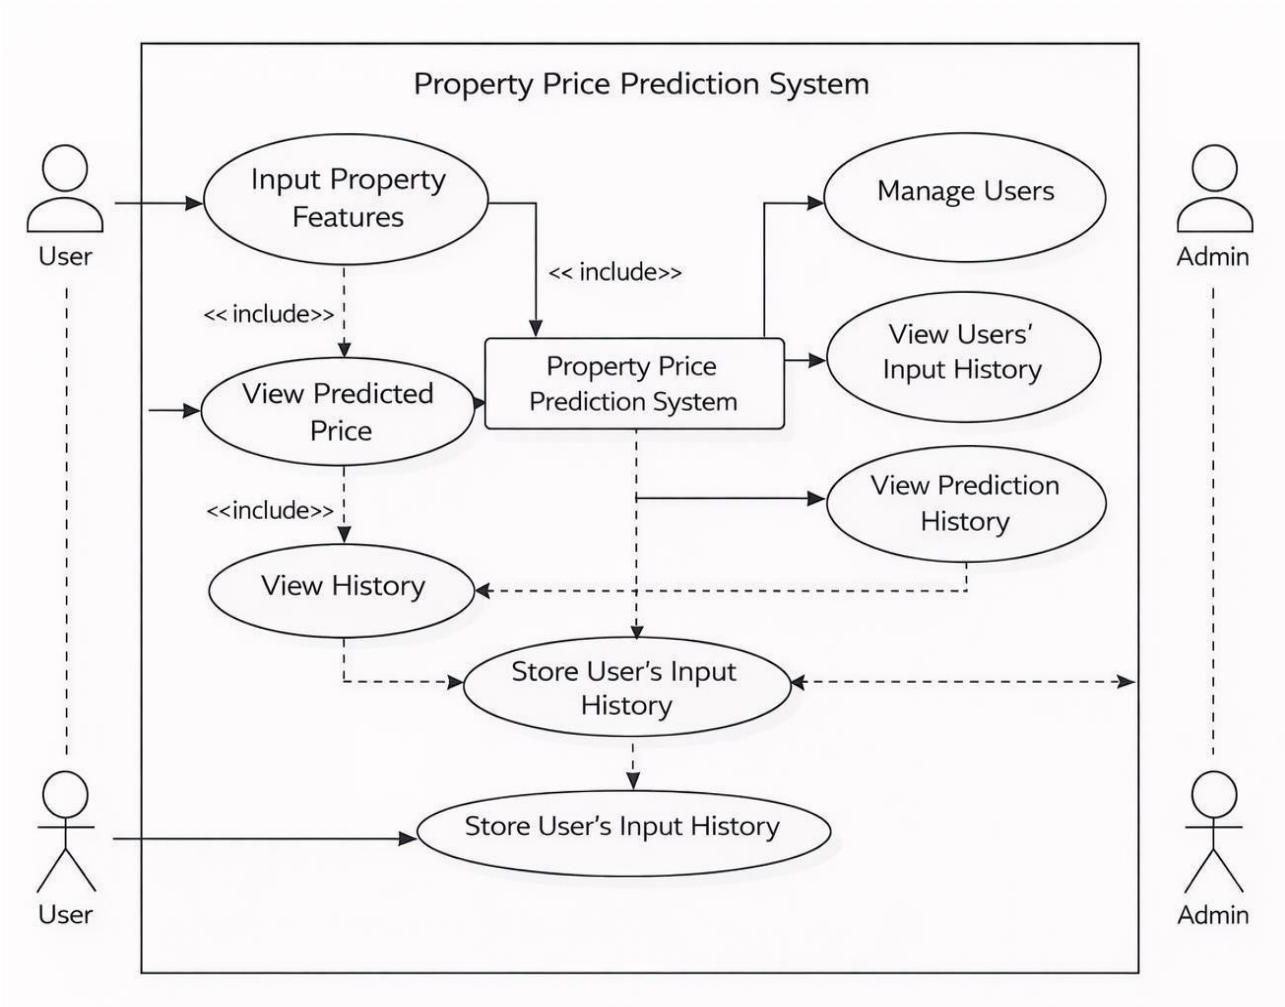 Property Price Prediction System
Input Property
Features
Manage Users
User
Admin
<< include>>
<< include>>
View Users'
Input History
Property Price
Prediction System
View Predicted
Price
<<include>>
View Prediction
History
View History
Store User's Input
History
Store User's Input History
User
Admin